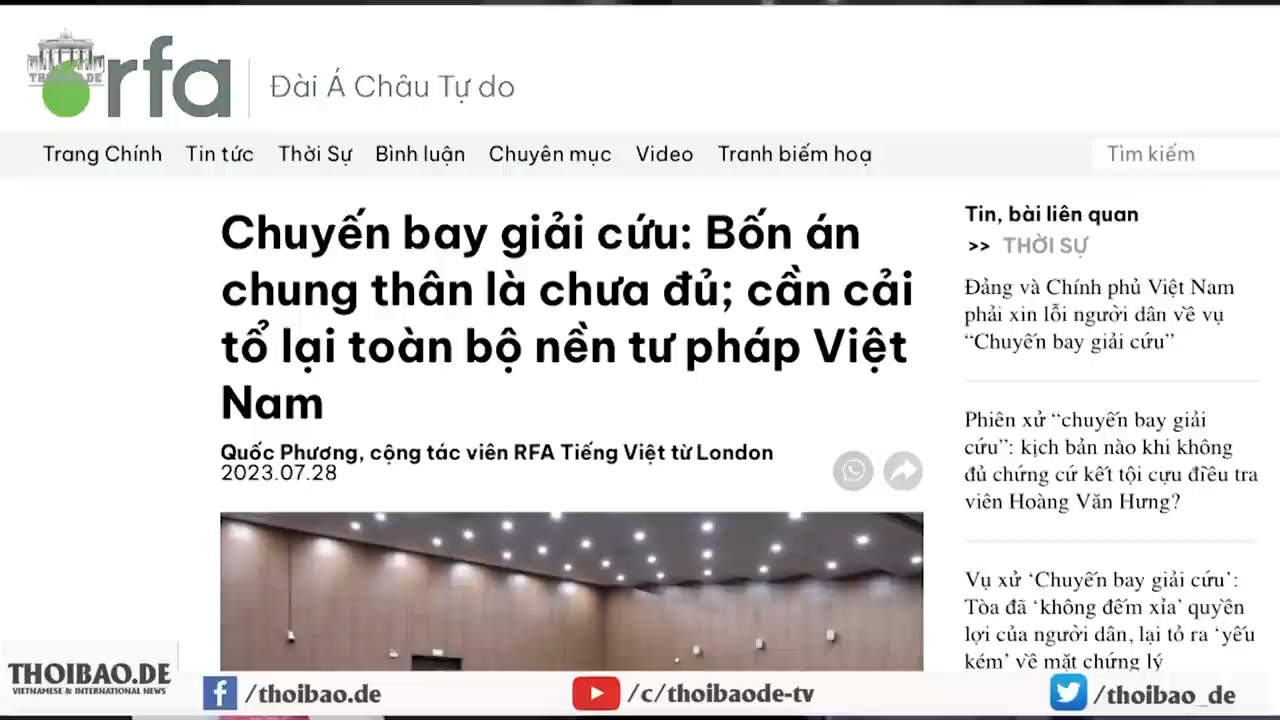 THOIBAO.DE
rfa
Đài Á Châu Tự do
Trang Chính Tin tức Thời Sự Bình luận Chuyên mục Video Tranh biếm hoạ
Tìm kiếm
Chuyến bay giải cứu: Bốn án
chung thân là chưa đủ; cần cải
tổ lại toàn bộ nền tư pháp Việt
Nam
Quốc Phương, cộng tác viên RFA Tiếng Việt từ London
2023.07.28
Tin, bài liên quan
>> THỜI SỰ
Đảng và Chính phủ Việt Nam
phải xin lỗi người dân về vụ
“Chuyến bay giải cứu”
Phiên xử “chuyến bay giải
cứu”: kịch bản nào khi không
đủ chứng cứ kết tội cựu điều tra
viên Hoàng Văn Hưng?
Vụ xử ‘Chuyến bay giải cứu’:
Tòa đã ‘không đếm xỉa’ quyền
lợi của người dân, lại tỏ ra ‘yếu
kém’ về mặt chứng lý
THOIBAO.DE
VIETNAMESE & INTERNATIONAL NEWS
/thoibao.de
/c/thoibaode-tv
/thoibao_de